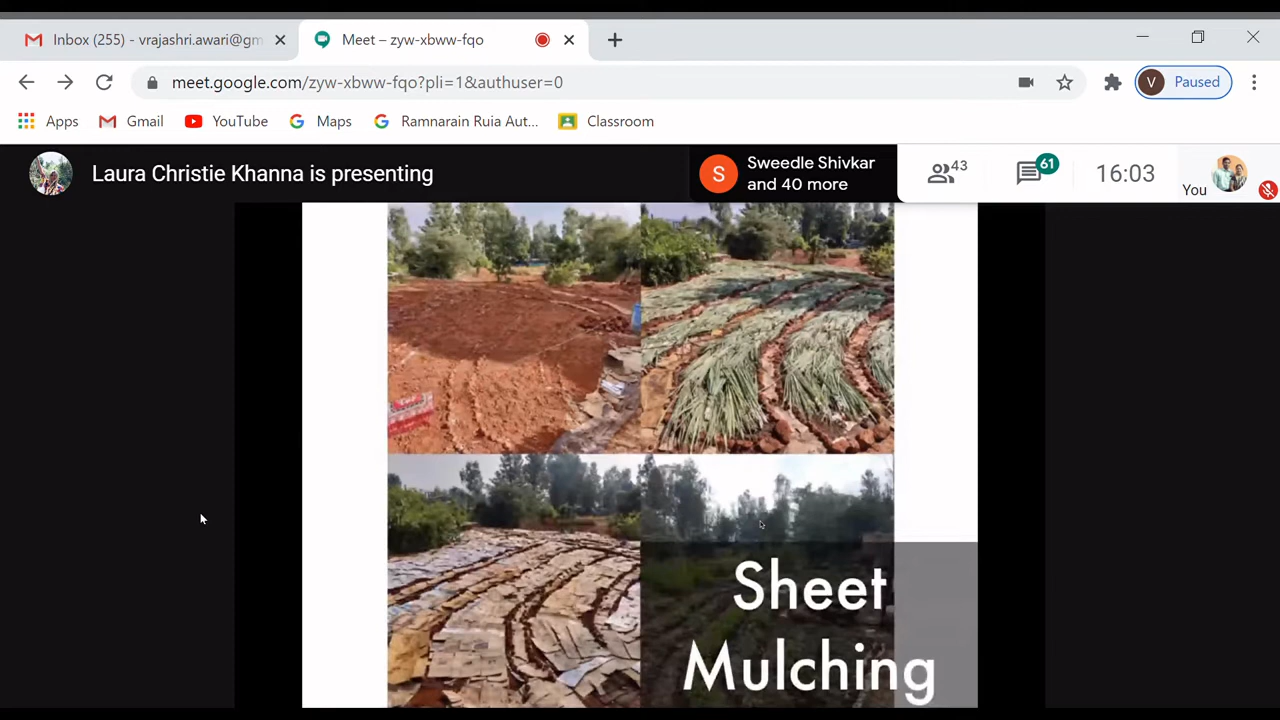 Inbox (255) - vrajashri.awari@gm
Meet – zyw-xbww-fqo
meet.google.com/zyw-xbww-fqo?pli=1&authuser=0
V Paused
Apps Gmail YouTube Maps Ramnarain Ruia Aut... Classroom
Laura Christie Khanna is presenting
S
Sweedle Shivkar
and 40 more
43
61
16:03
You
Sheet
Mulching